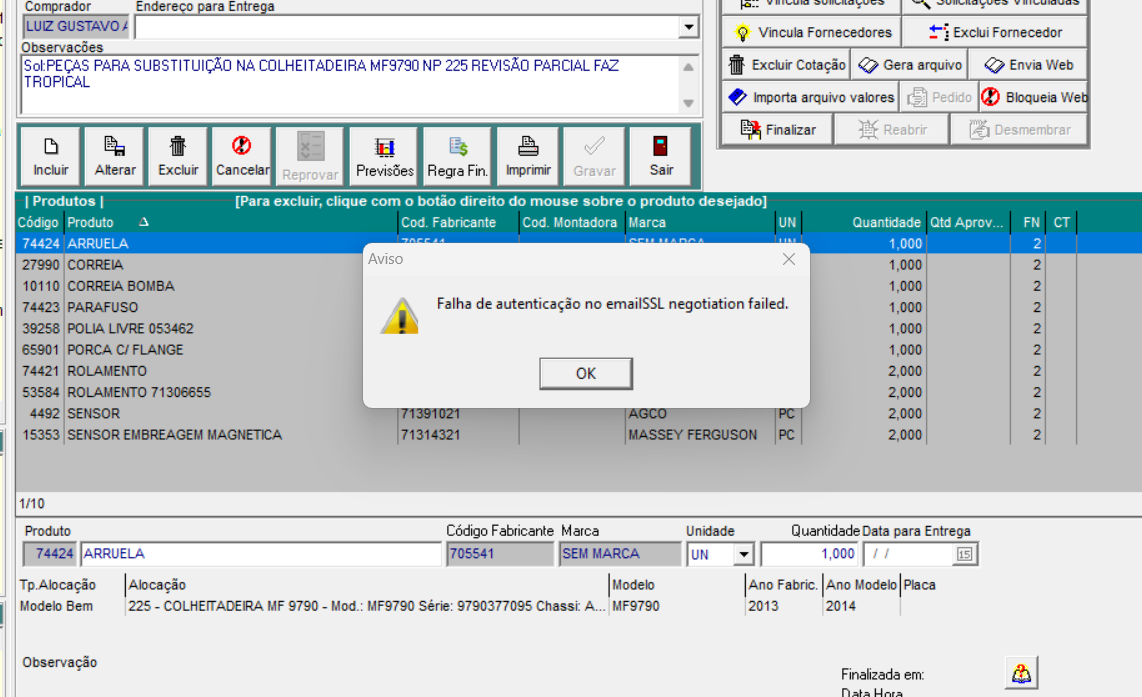 Comprador
Endereço para Entrega
LUIZ GUSTAVO
Observações
Sol:PEÇAS PARA SUBSTITUIÇÃO NA COLHEITADEIRA MF9790 NP 225 REVISÃO PARCIAL FAZ
TROPICAL
Vincula solicitações
Solicitações Vinculadas
Vincula Fornecedores
Exclui Fornecedor
Excluir Cotação
Gera arquivo
Envia Web
Importa arquivo valores
Pedido
Bloqueia Web
Finalizar
Reabrir
Desmembrar
Incluir
Alterar
Excluir
Cancelar
Reprovar
Previsões
Regra Fin.
Imprimir
Gravar
Sair
| Produtos | [Para excluir, clique com o botão direito do mouse sobre o produto desejado]
Código Produto Cod. Fabricante Cod. Montadora Marca UN Quantidade Qtd Aprov... FN CT
74424 ARRUELA 705541 SEM MARCA UN 1,000 2
27990 CORREIA 1,000 2
10110 CORREIA BOMBA 1,000 2
74423 PARAFUSO 1,000 2
39258 POLIA LIVRE 053462 1,000 2
65901 PORCA C/ FLANGE 1,000 2
74421 ROLAMENTO 2,000 2
53584 ROLAMENTO 71306655 2,000 2
4492 SENSOR 71391021 AGCO PC 2,000 2
15353 SENSOR EMBREAGEM MAGNETICA 71314321 MASSEY FERGUSON PC 2,000 2
Aviso
Falha de autenticação no emailSSL negotiation failed.
OK
1/10
Produto Código Fabricante Marca Unidade Quantidade Data para Entrega
74424 ARRUELA 705541 SEM MARCA UN 1,000 / / 15
Tp.Alocação Alocação Modelo Ano Fabric. Ano Modelo Placa
Modelo Bem 225 - COLHEITADEIRA MF 9790 - Mod.: MF9790 Série: 9790377095 Chassi: A... MF9790 2013 2014
Observação
Finalizada em:
Data Hora